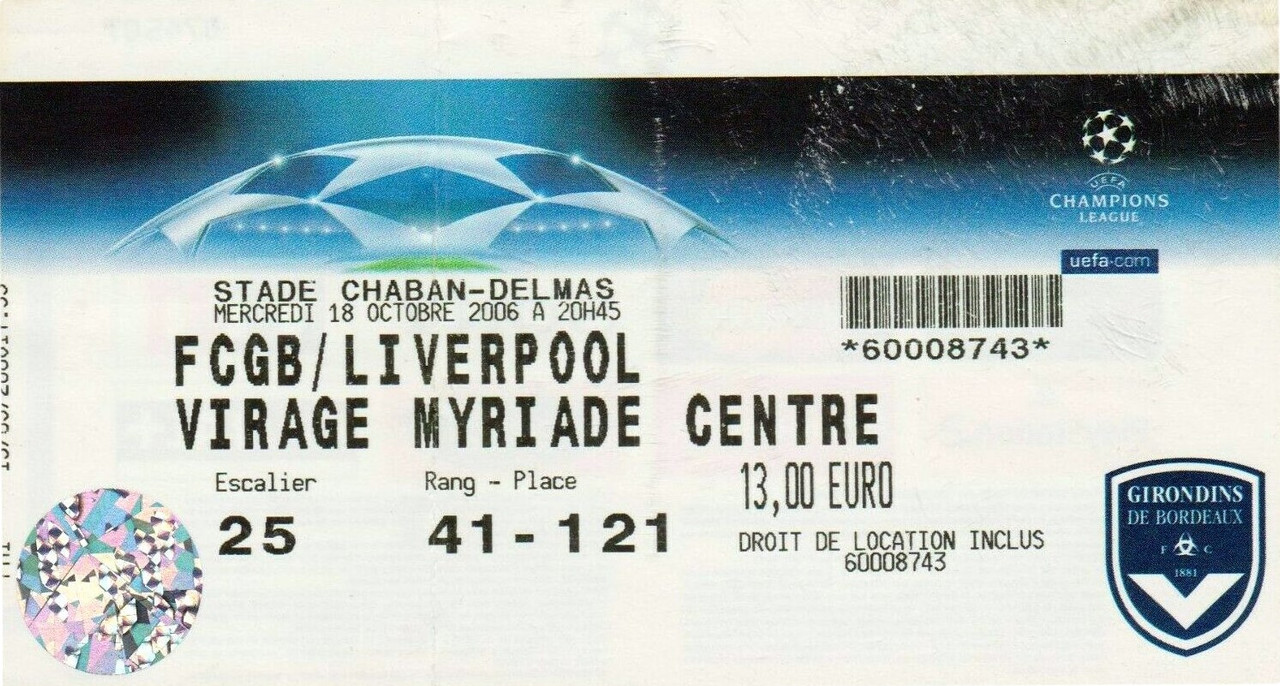 UEFA
CHAMPIONS
LEAGUE
uefa.com
STADE CHABAN-DELMAS
MERCREDI 18 OCTOBRE 2006 A 20H45
FCGB/LIVERPOOL
VIRAGE MYRIADE CENTRE
*60008743*
Escalier
Rang - Place
13,00 EURO
25
41-121
DROIT DE LOCATION INCLUS
60008743
GIRONDINS
DE BORDEAUX
F C
1881